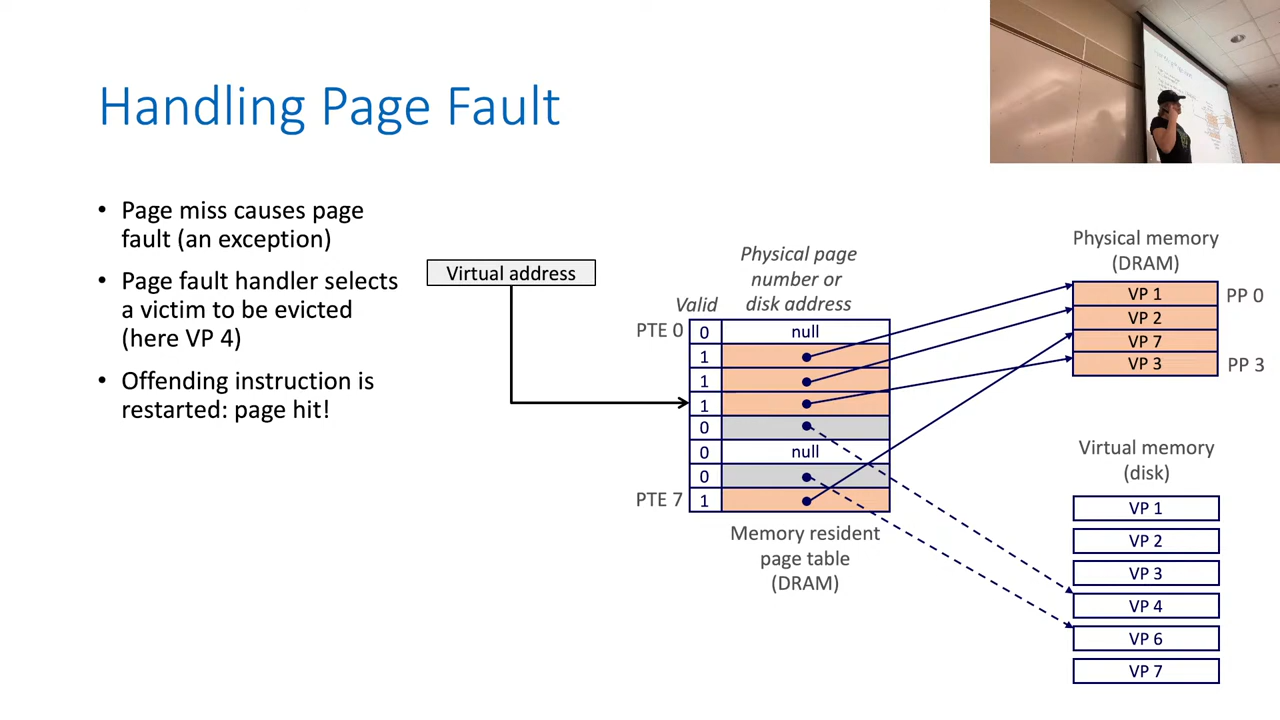 Handling Page Fault
• Page miss causes page
fault (an exception)
• Page fault handler selects
a victim to be evicted
(here VP 4)
• Offending instruction is
restarted: page hit!
Virtual address
Physical page
number or
disk address
Valid
PTE 0
0
null
1
1
1
0
0
null
0
PTE 7
1
Memory resident
page table
(DRAM)
Physical memory
(DRAM)
VP 1
PP 0
VP 2
VP 7
VP 3
PP 3
Virtual memory
(disk)
VP 1
VP 2
VP 3
VP 4
VP 6
VP 7